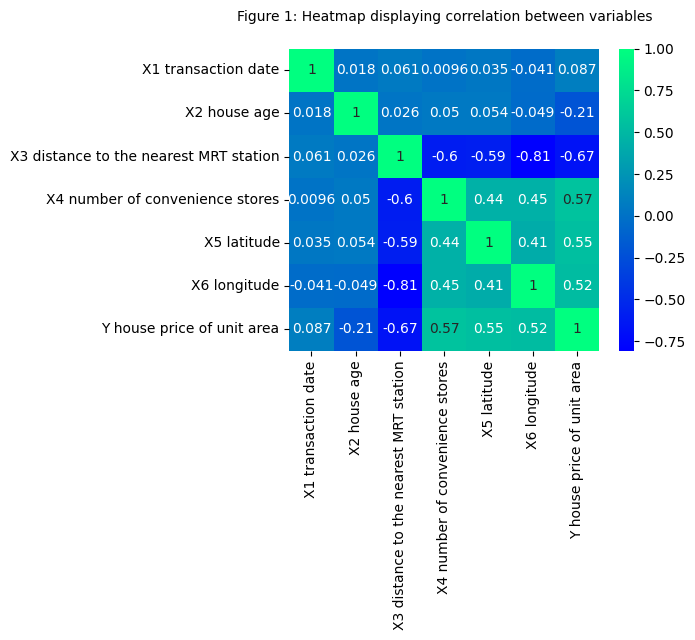 Figure 1: Heatmap displaying correlation between variables
X1 transaction date
1 0.018 0.061 0.0096 0.035 -0.041 0.087
X2 house age
0.018 1 0.026 0.05 0.054 -0.049 -0.21
X3 distance to the nearest MRT station
0.061 0.026 1 -0.6 -0.59 -0.81 -0.67
X4 number of convenience stores
0.0096 0.05 -0.6 1 0.44 0.45 0.57
X5 latitude
0.035 0.054 -0.59 0.44 1 0.41 0.55
X6 longitude
-0.041 -0.049 -0.81 0.45 0.41 1 0.52
Y house price of unit area
0.087 -0.21 -0.67 0.57 0.55 0.52 1
X1 transaction date
X2 house age
X3 distance to the nearest MRT station
X4 number of convenience stores
X5 latitude
X6 longitude
Y house price of unit area
1.00
0.75
0.50
0.25
0.00
−0.25
−0.50
−0.75